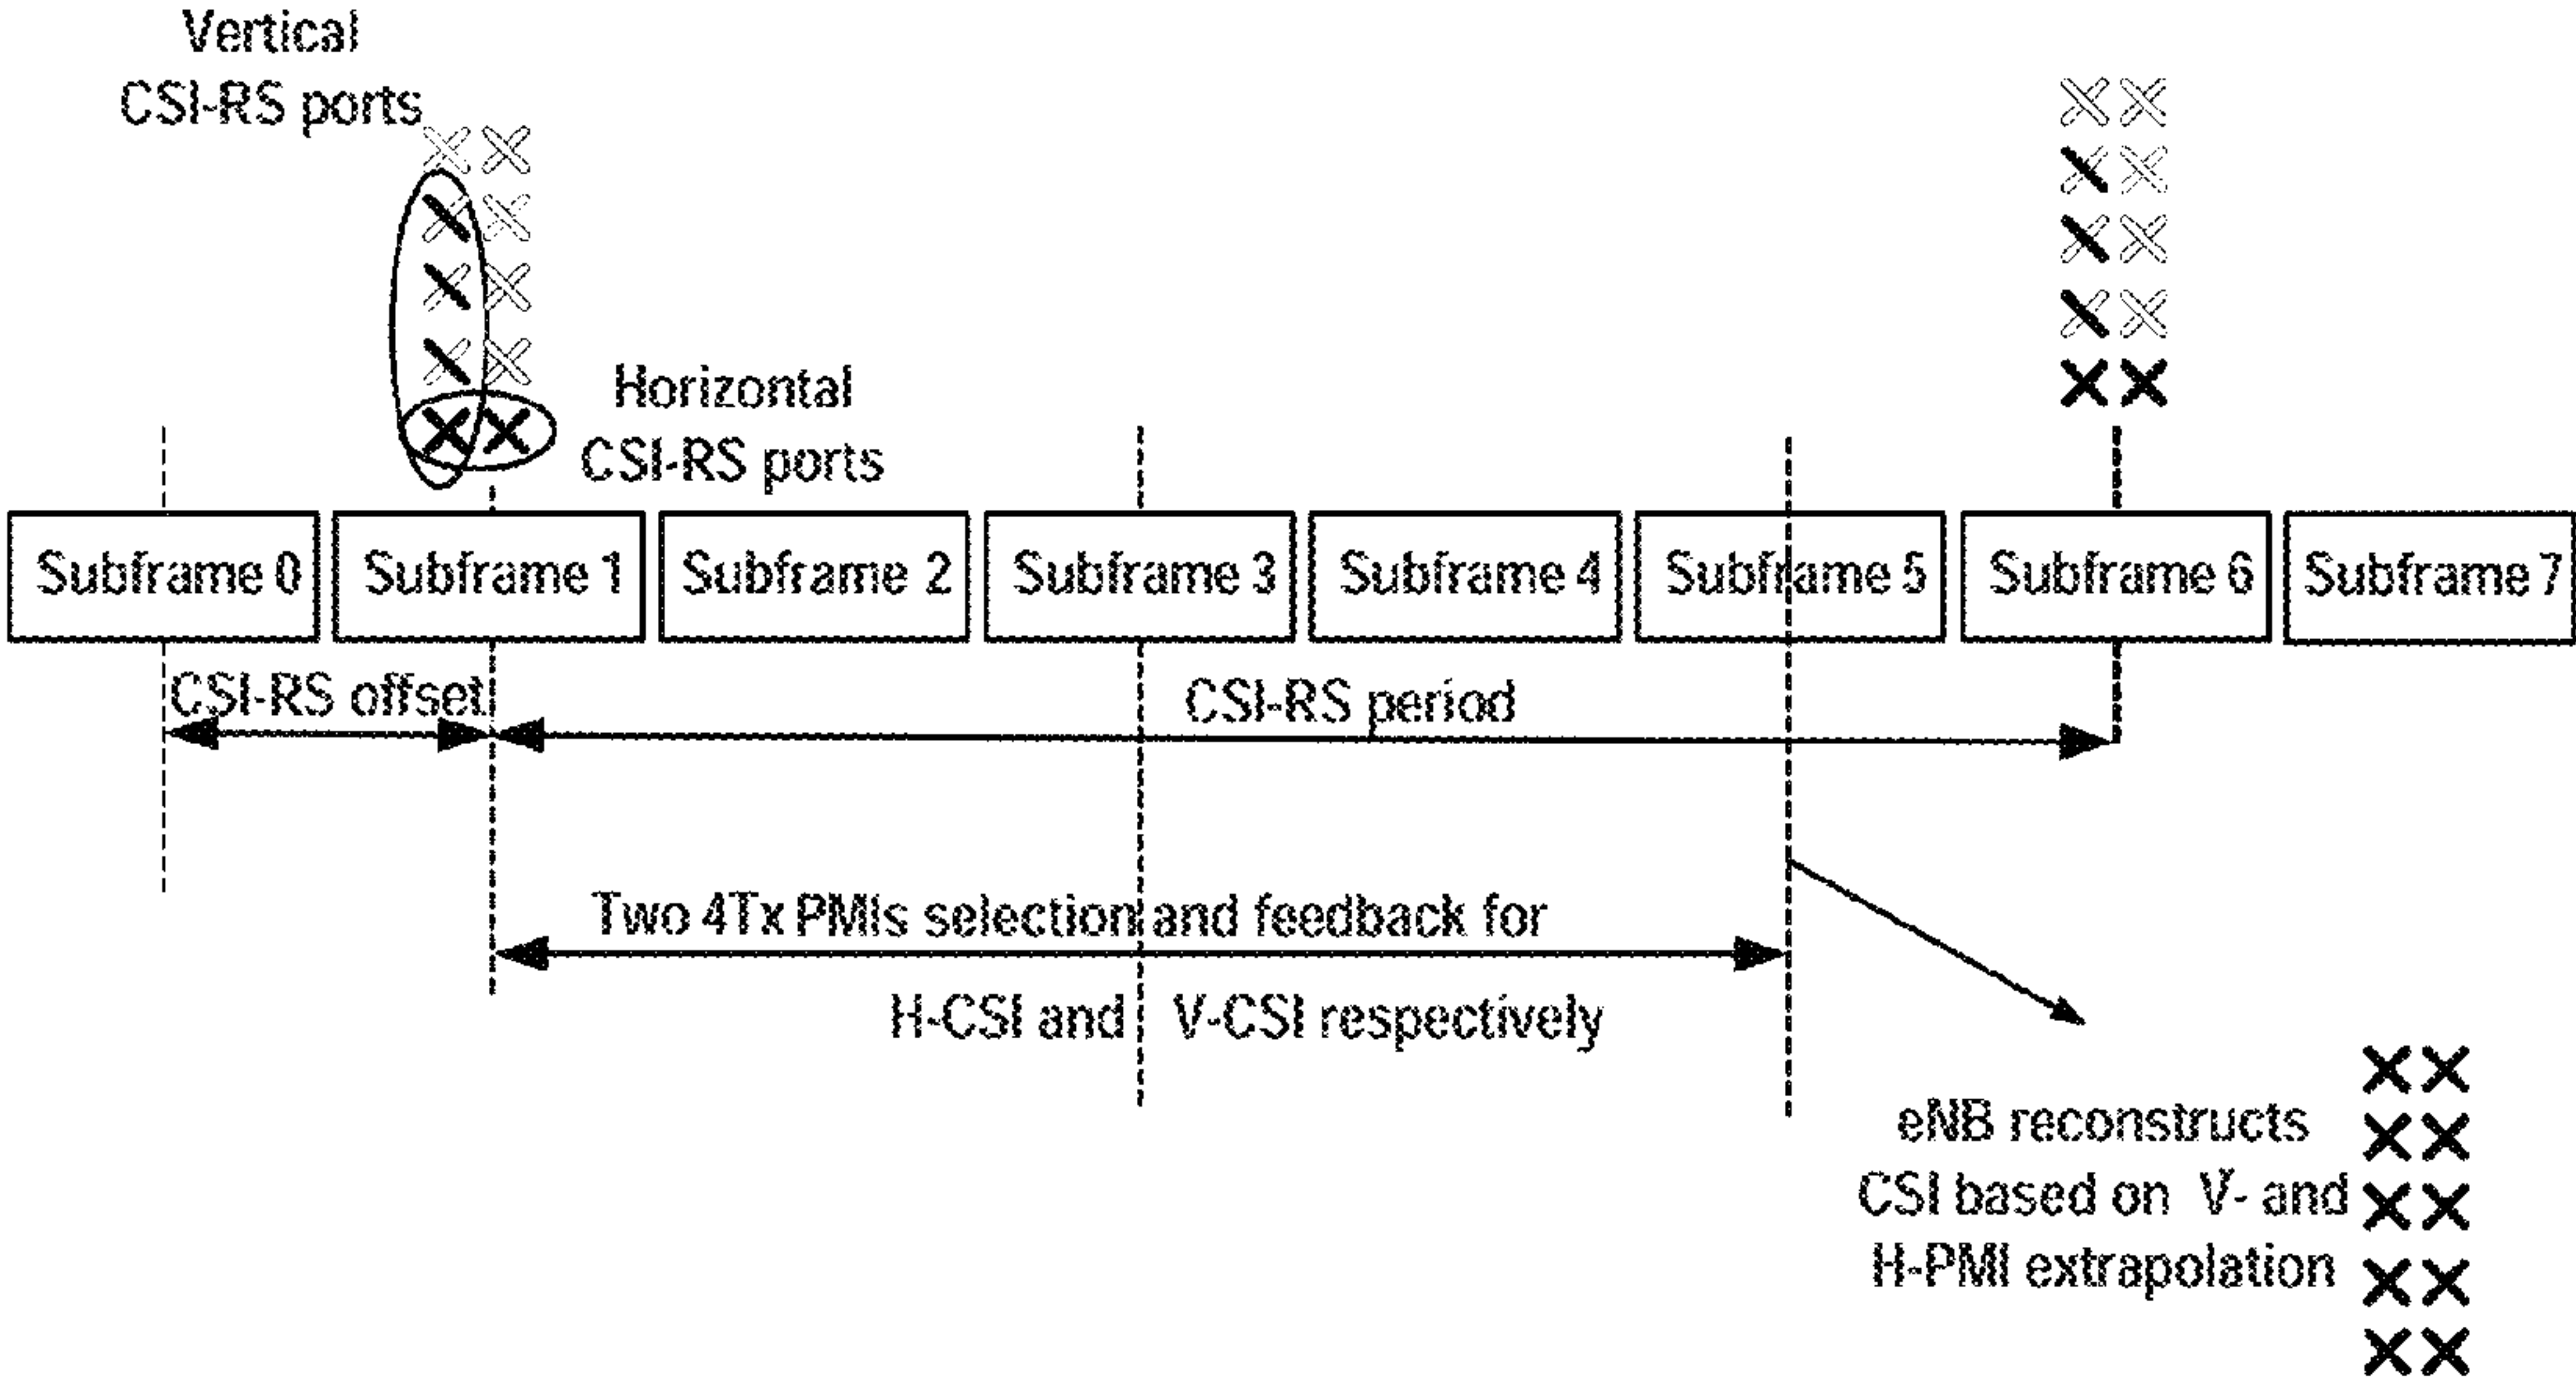 Vertical
CSI-RS ports
Horizontal
CSI-RS ports
Subframe 0
Subframe 1
Subframe 2
Subframe 3
Subframe 4
Subframe 5
Subframe 6
Subframe 7
CSI-RS offset
CSI-RS period
Two 4Tx PMIs selection and feedback for
H-CSI and V-CSI respectively
eNB reconstructs
CSI based on V- and
H-PMI extrapolation